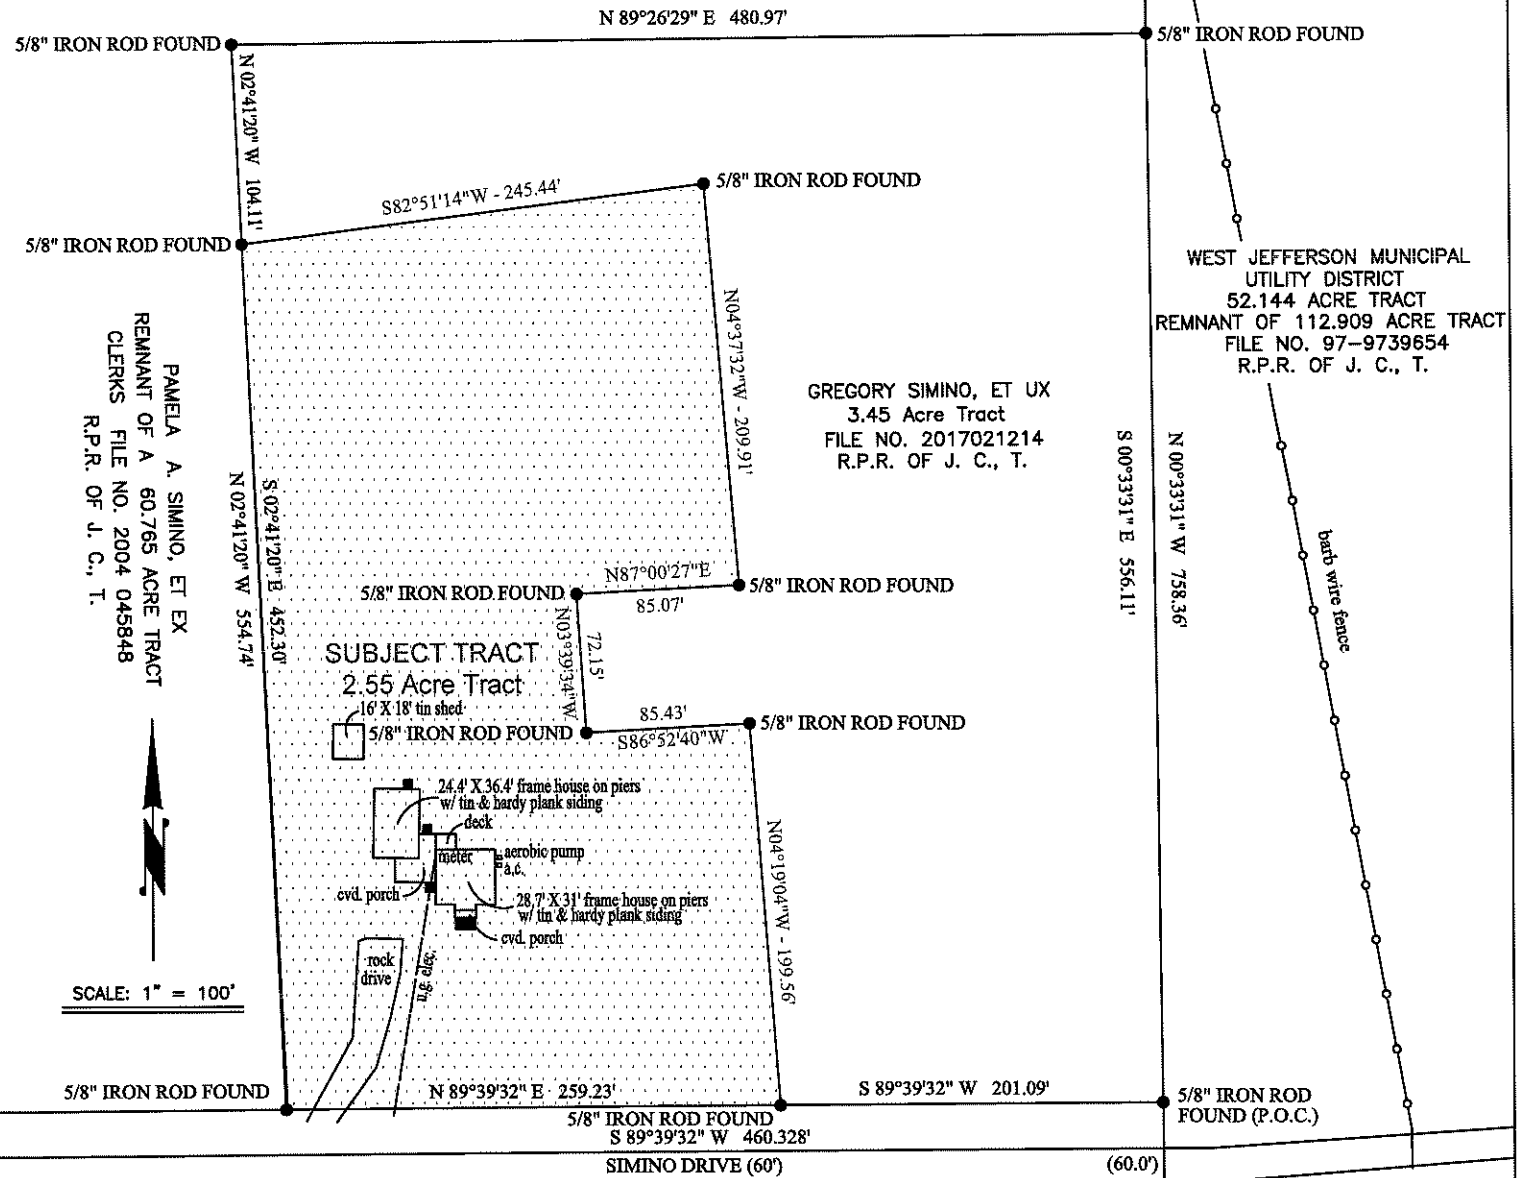 N 89°26'29" E 480.97'
5/8" IRON ROD FOUND
5/8" IRON ROD FOUND
N 02°41'20" W 104.11'
S82°51'14"W - 245.44'
5/8" IRON ROD FOUND
5/8" IRON ROD FOUND
WEST JEFFERSON MUNICIPAL
UTILITY DISTRICT
52.144 ACRE TRACT
REMNANT OF 112.909 ACRE TRACT
FILE NO. 97-9739654
R.P.R. OF J. C., T.
PAMELA A. SIMINO, ET EX
REMNANT OF A 60.765 ACRE TRACT
CLERKS FILE NO. 2004 045848
R.P.R. OF J. C., T.
N04°37'32"W - 209.91'
GREGORY SIMINO, ET UX
3.45 Acre Tract
FILE NO. 2017021214
R.P.R. OF J. C., T.
S 00°33'31" E 556.11'
N 00°33'31" W 758.36'
N 02°41'20" W 554.74'
S 02°41'20" E 452.30'
barb wire fence
N87°00'27"E
85.07'
5/8" IRON ROD FOUND
5/8" IRON ROD FOUND
N03°39'34"W
72.15'
SUBJECT TRACT
2.55 Acre Tract
16' X 18' tin shed
5/8" IRON ROD FOUND
85.43'
S86°52'40"W
5/8" IRON ROD FOUND
24.4' X 36.4' frame house on piers
w/ tin & hardy plank siding
deck
meter
aerobic pump
a.c.
cvd. porch
28.7' X 31' frame house on piers
w/ tin & hardy plank siding
cvd. porch
N04°19'04"W - 199.56'
rock
drive
u.g. elec.
SCALE: 1" = 100'
5/8" IRON ROD FOUND
N 89°39'32" E 259.23'
S 89°39'32" W 201.09'
5/8" IRON ROD
FOUND (P.O.C.)
5/8" IRON ROD FOUND
S 89°39'32" W 460.328'
SIMINO DRIVE (60')
(60.0')